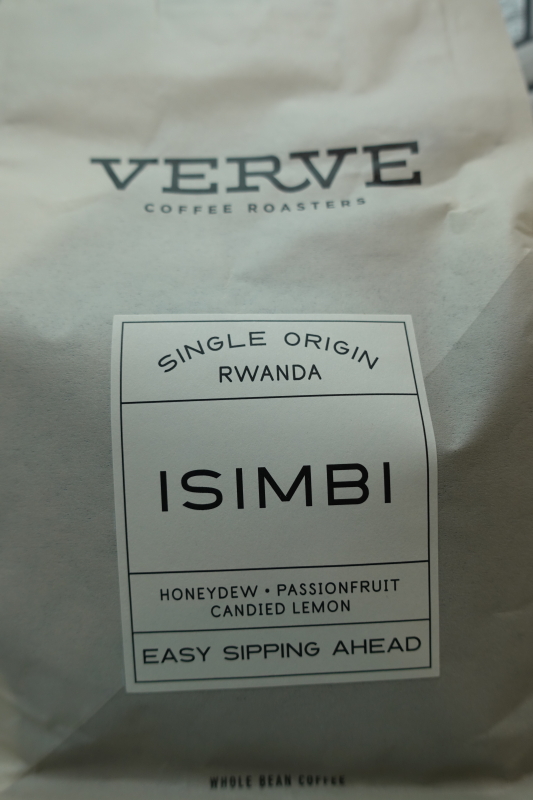 VERVE
COFFEE ROASTERS
SINGLE ORIGIN
RWANDA
ISIMBI
HONEYDEW • PASSIONFRUIT
CANDIED LEMON
EASY SIPPING AHEAD
WHOLE BEAN COFFEE